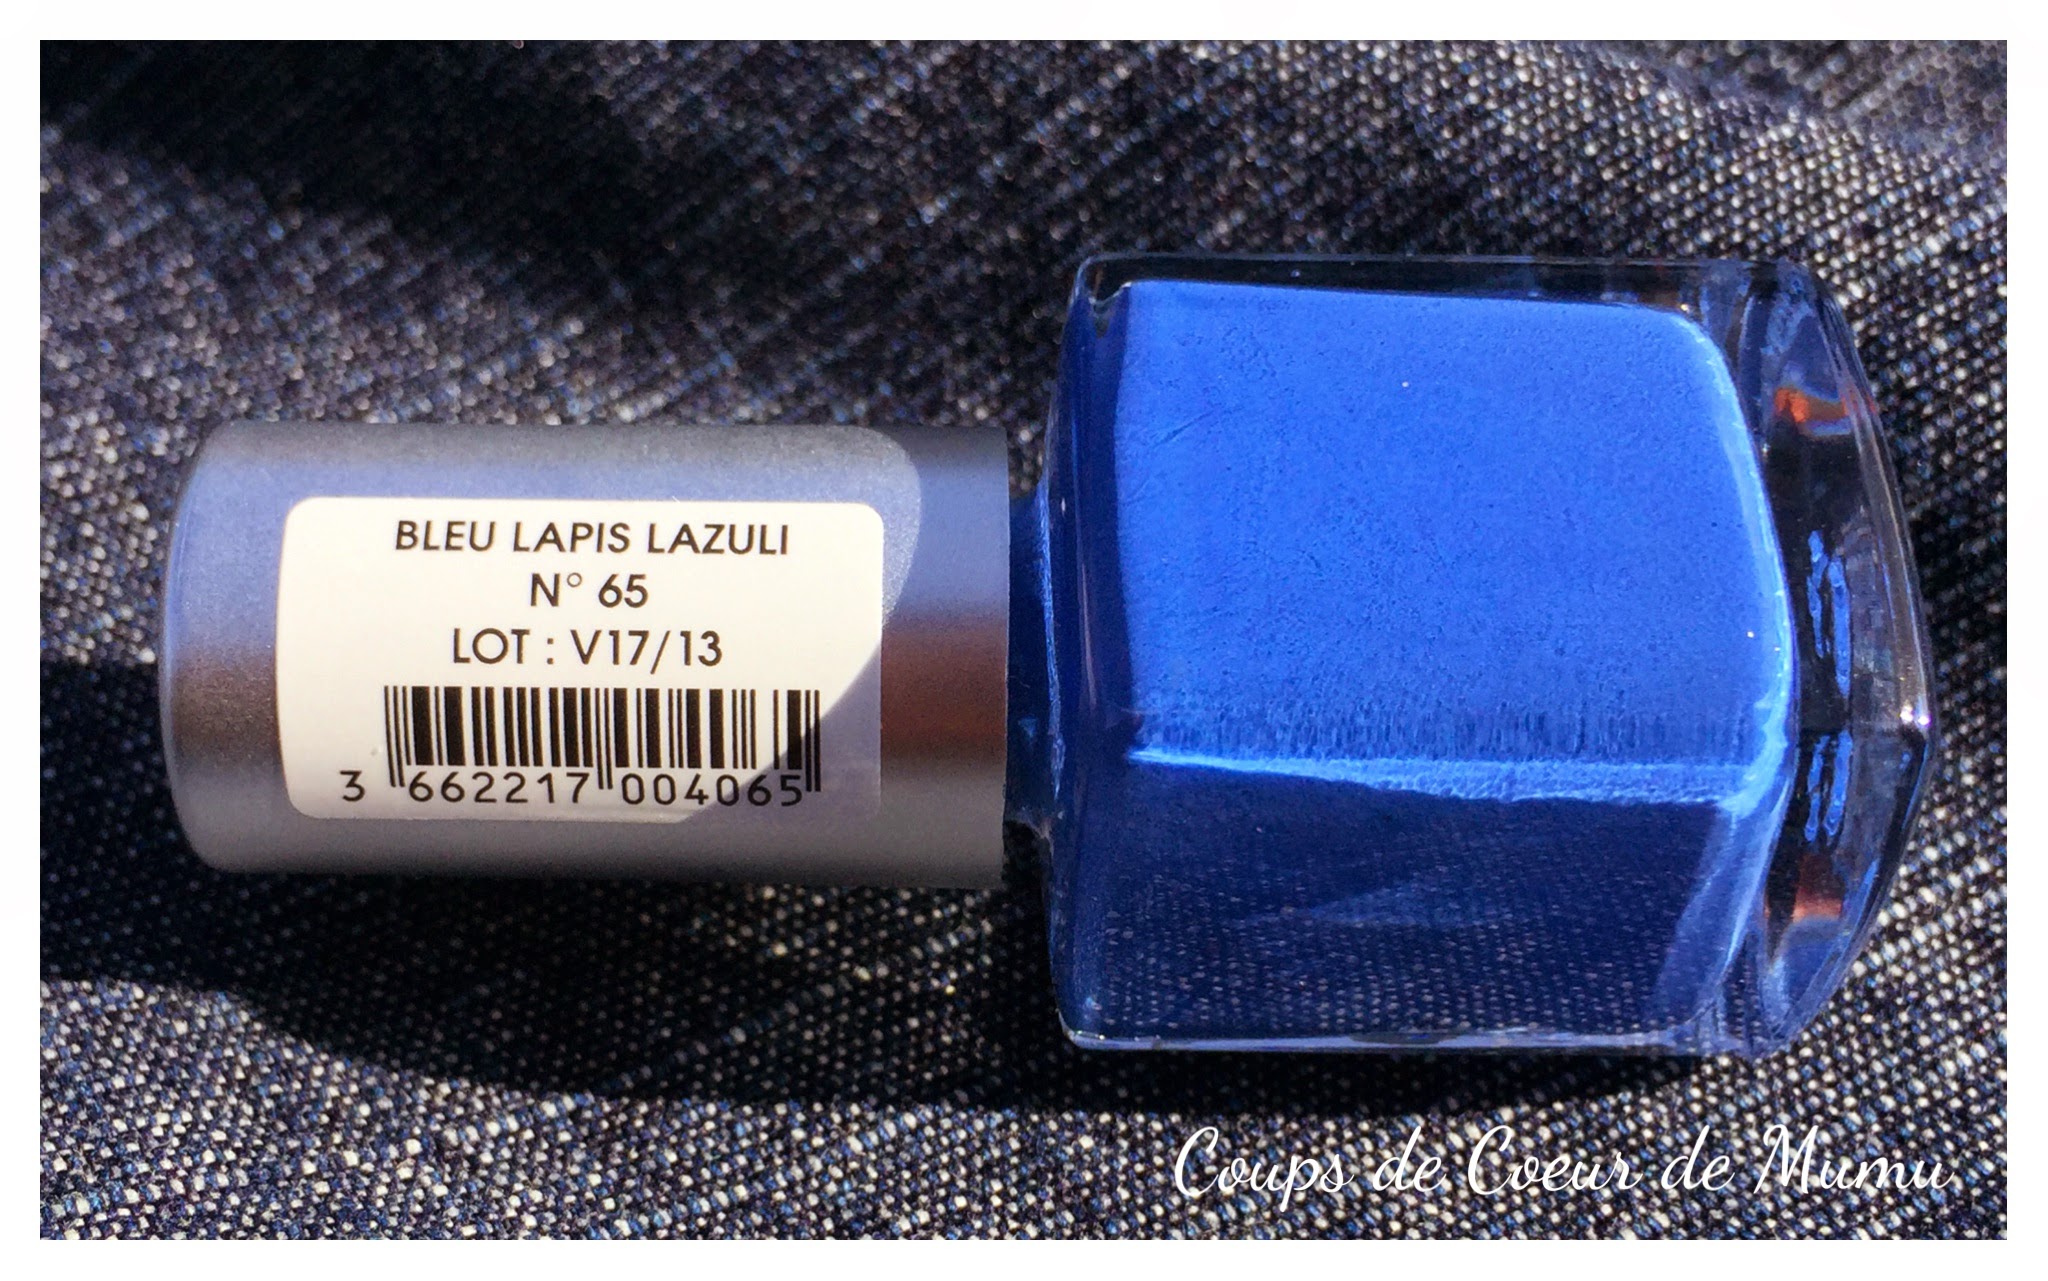 BLEU LAPIS LAZULI
N° 65
LOT : V17/13
3 662217 004065
Coups de Coeur de Mumu